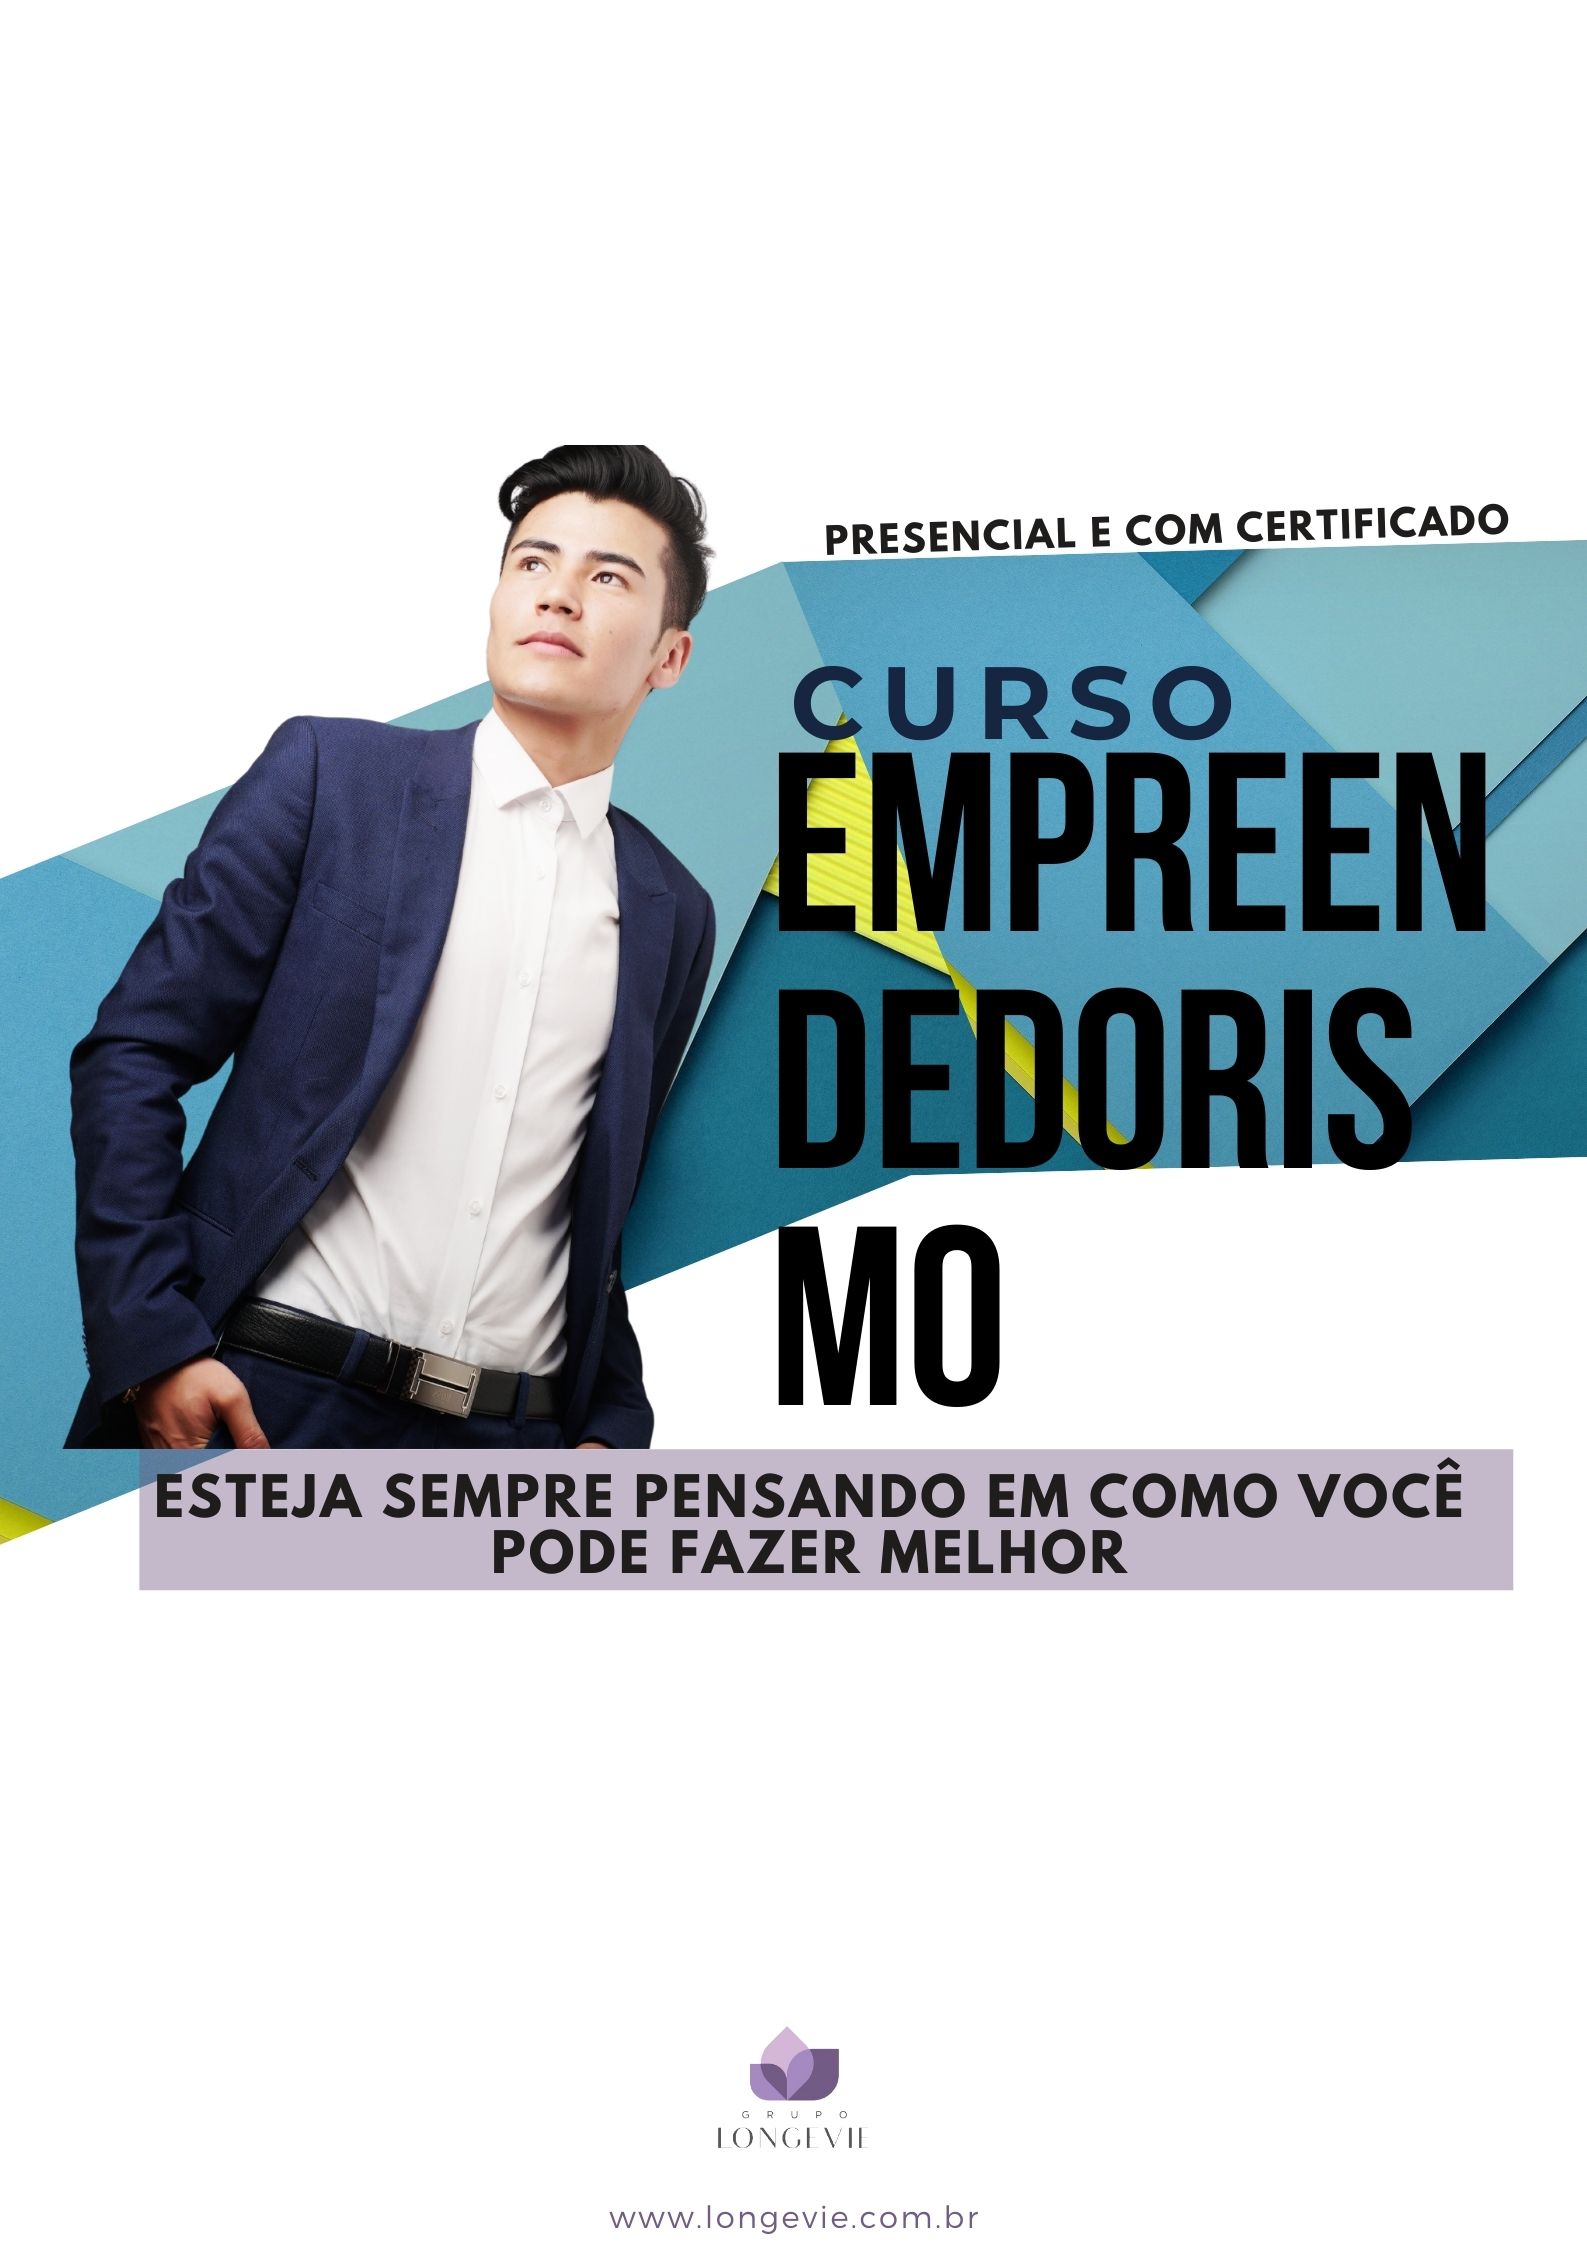 PRESENCIAL E COM CERTIFICADO
CURSO
EMPREEN
DEDORIS
MO
ESTEJA SEMPRE PENSANDO EM COMO VOCÊ
PODE FAZER MELHOR
GRUPO
LONGEVIE
www.longevie.com.br